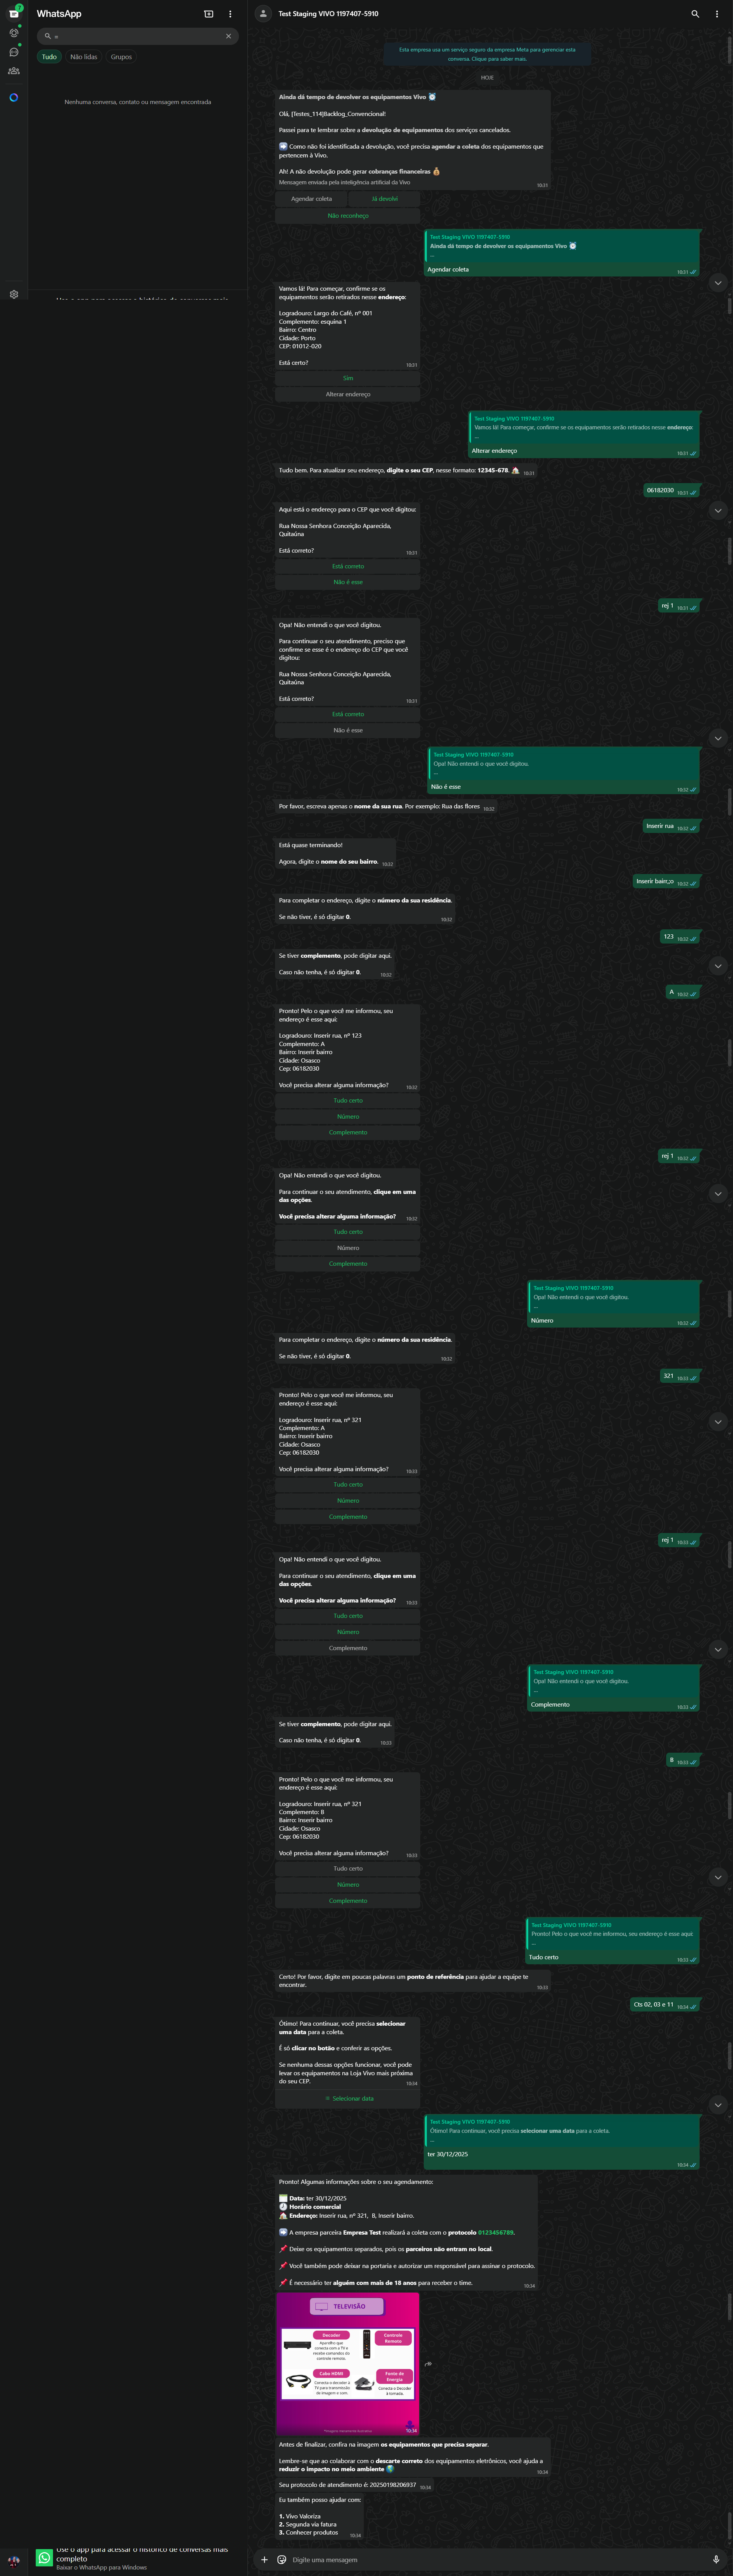 7
WhatsApp
Tudo
Não lidas
Grupos
Nenhuma conversa, contato ou mensagem encontrada
Test Staging VIVO 1197407-5910
Esta empresa usa um serviço seguro da empresa Meta para gerenciar esta
conversa. Clique para saber mais.
HOJE
Ainda dá tempo de devolver os equipamentos Vivo ⏰
Olá, [Testes_114]Backlog_Convencional!
Passei para te lembrar sobre a devolução de equipamentos dos serviços cancelados.
➡️ Como não foi identificada a devolução, você precisa agendar a coleta dos equipamentos que
pertencem à Vivo.
Ah! A não devolução pode gerar cobranças financeiras 💰
Mensagem enviada pela inteligência artificial da Vivo
10:31
Agendar coleta
Já devolvi
Não reconheço
Test Staging VIVO 1197407-5910
Ainda dá tempo de devolver os equipamentos Vivo ⏰
...
Agendar coleta
10:31
Vamos lá! Para começar, confirme se os
equipamentos serão retirados nesse endereço:
Logradouro: Largo do Café, nº 001
Complemento: esquina 1
Bairro: Centro
Cidade: Porto
CEP: 01012-020
Está certo?
10:31
Sim
Alterar endereço
Test Staging VIVO 1197407-5910
Vamos lá! Para começar, confirme se os equipamentos serão retirados nesse endereço:
...
Alterar endereço
10:31
Tudo bem. Para atualizar seu endereço, digite o seu CEP, nesse formato: 12345-678. 🏠 10:31
06182030 10:31
Aqui está o endereço para o CEP que você digitou:
Rua Nossa Senhora Conceição Aparecida,
Quitaúna
Está correto?
10:31
Está correto
Não é esse
rej 1 10:31
Opa! Não entendi o que você digitou.
Para continuar o seu atendimento, preciso que
confirme se esse é o endereço do CEP que você
digitou:
Rua Nossa Senhora Conceição Aparecida,
Quitaúna
Está correto?
10:31
Está correto
Não é esse
Test Staging VIVO 1197407-5910
Opa! Não entendi o que você digitou.
...
Não é esse
10:32
Por favor, escreva apenas o nome da sua rua. Por exemplo: Rua das flores 10:32
Inserir rua 10:32
Está quase terminando!
Agora, digite o nome do seu bairro. 10:32
Inserir bairr,;o 10:32
Para completar o endereço, digite o número da sua residência.
Se não tiver, é só digitar 0.
10:32
123 10:32
Se tiver complemento, pode digitar aqui.
Caso não tenha, é só digitar 0.
10:32
A 10:32
Pronto! Pelo o que você me informou, seu
endereço é esse aqui:
Logradouro: Inserir rua, nº 123
Complemento: A
Bairro: Inserir bairro
Cidade: Osasco
Cep: 06182030
Você precisa alterar alguma informação?
10:32
Tudo certo
Número
Complemento
rej 1 10:32
Opa! Não entendi o que você digitou.
Para continuar o seu atendimento, clique em uma
das opções.
Você precisa alterar alguma informação?
10:32
Tudo certo
Número
Complemento
Test Staging VIVO 1197407-5910
Opa! Não entendi o que você digitou.
...
Número
10:32
Para completar o endereço, digite o número da sua residência.
Se não tiver, é só digitar 0.
10:32
321 10:33
Pronto! Pelo o que você me informou, seu
endereço é esse aqui:
Logradouro: Inserir rua, nº 321
Complemento: A
Bairro: Inserir bairro
Cidade: Osasco
Cep: 06182030
Você precisa alterar alguma informação?
10:33
Tudo certo
Número
Complemento
rej 1 10:33
Opa! Não entendi o que você digitou.
Para continuar o seu atendimento, clique em uma
das opções.
Você precisa alterar alguma informação?
10:33
Tudo certo
Número
Complemento
Test Staging VIVO 1197407-5910
Opa! Não entendi o que você digitou.
...
Complemento
10:33
Se tiver complemento, pode digitar aqui.
Caso não tenha, é só digitar 0.
10:33
B 10:33
Pronto! Pelo o que você me informou, seu
endereço é esse aqui:
Logradouro: Inserir rua, nº 321
Complemento: B
Bairro: Inserir bairro
Cidade: Osasco
Cep: 06182030
Você precisa alterar alguma informação?
10:33
Tudo certo
Número
Complemento
Test Staging VIVO 1197407-5910
Pronto! Pelo o que você me informou, seu endereço é esse aqui:
...
Tudo certo
10:33
Certo! Por favor, digite em poucas palavras um ponto de referência para ajudar a equipe te
encontrar.
10:33
Cts 02, 03 e 11 10:34
Ótimo! Para continuar, você precisa selecionar
uma data para a coleta.
É só clicar no botão e conferir as opções.
Se nenhuma dessas opções funcionar, você pode
levar os equipamentos na Loja Vivo mais próxima
do seu CEP.
10:34
Selecionar data
Test Staging VIVO 1197407-5910
Ótimo! Para continuar, você precisa selecionar uma data para a coleta.
...
ter 30/12/2025
10:34
Pronto! Algumas informações sobre o seu agendamento:
🗓️ Data: ter 30/12/2025
🕗 Horário comercial
🏠 Endereço: Inserir rua, nº 321, B, Inserir bairro.
➡️ A empresa parceira Empresa Test realizará a coleta com o protocolo 0123456789.
📌 Deixe os equipamentos separados, pois os parceiros não entram no local.
📌 Você também pode deixar na portaria e autorizar um responsável para assinar o protocolo.
📌 É necessário ter alguém com mais de 18 anos para receber o time.
10:34
TELEVISÃO
Decoder
Aparelho que
conecta com a TV e
recebe comandos do
controle remoto.
Controle
Remoto
Cabo HDMI
Conecta o decoder à
TV para transmissão
de imagem e som.
Fonte de
Energia
Conecta o Decoder
à tomada.
10:34
Antes de finalizar, confira na imagem os equipamentos que precisa separar.
Lembre-se que ao colaborar com o descarte correto dos equipamentos eletrônicos, você ajuda a
reduzir o impacto no meio ambiente 🌍
10:34
Seu protocolo de atendimento é: 20250198206937 10:34
Eu também posso ajudar com:
1. Vivo Valoriza
2. Segunda via fatura
3. Conhecer produtos
10:34
Use o app para acessar o histórico de conversas mais
completo
Baixar o WhatsApp para Windows
Digite uma mensagem